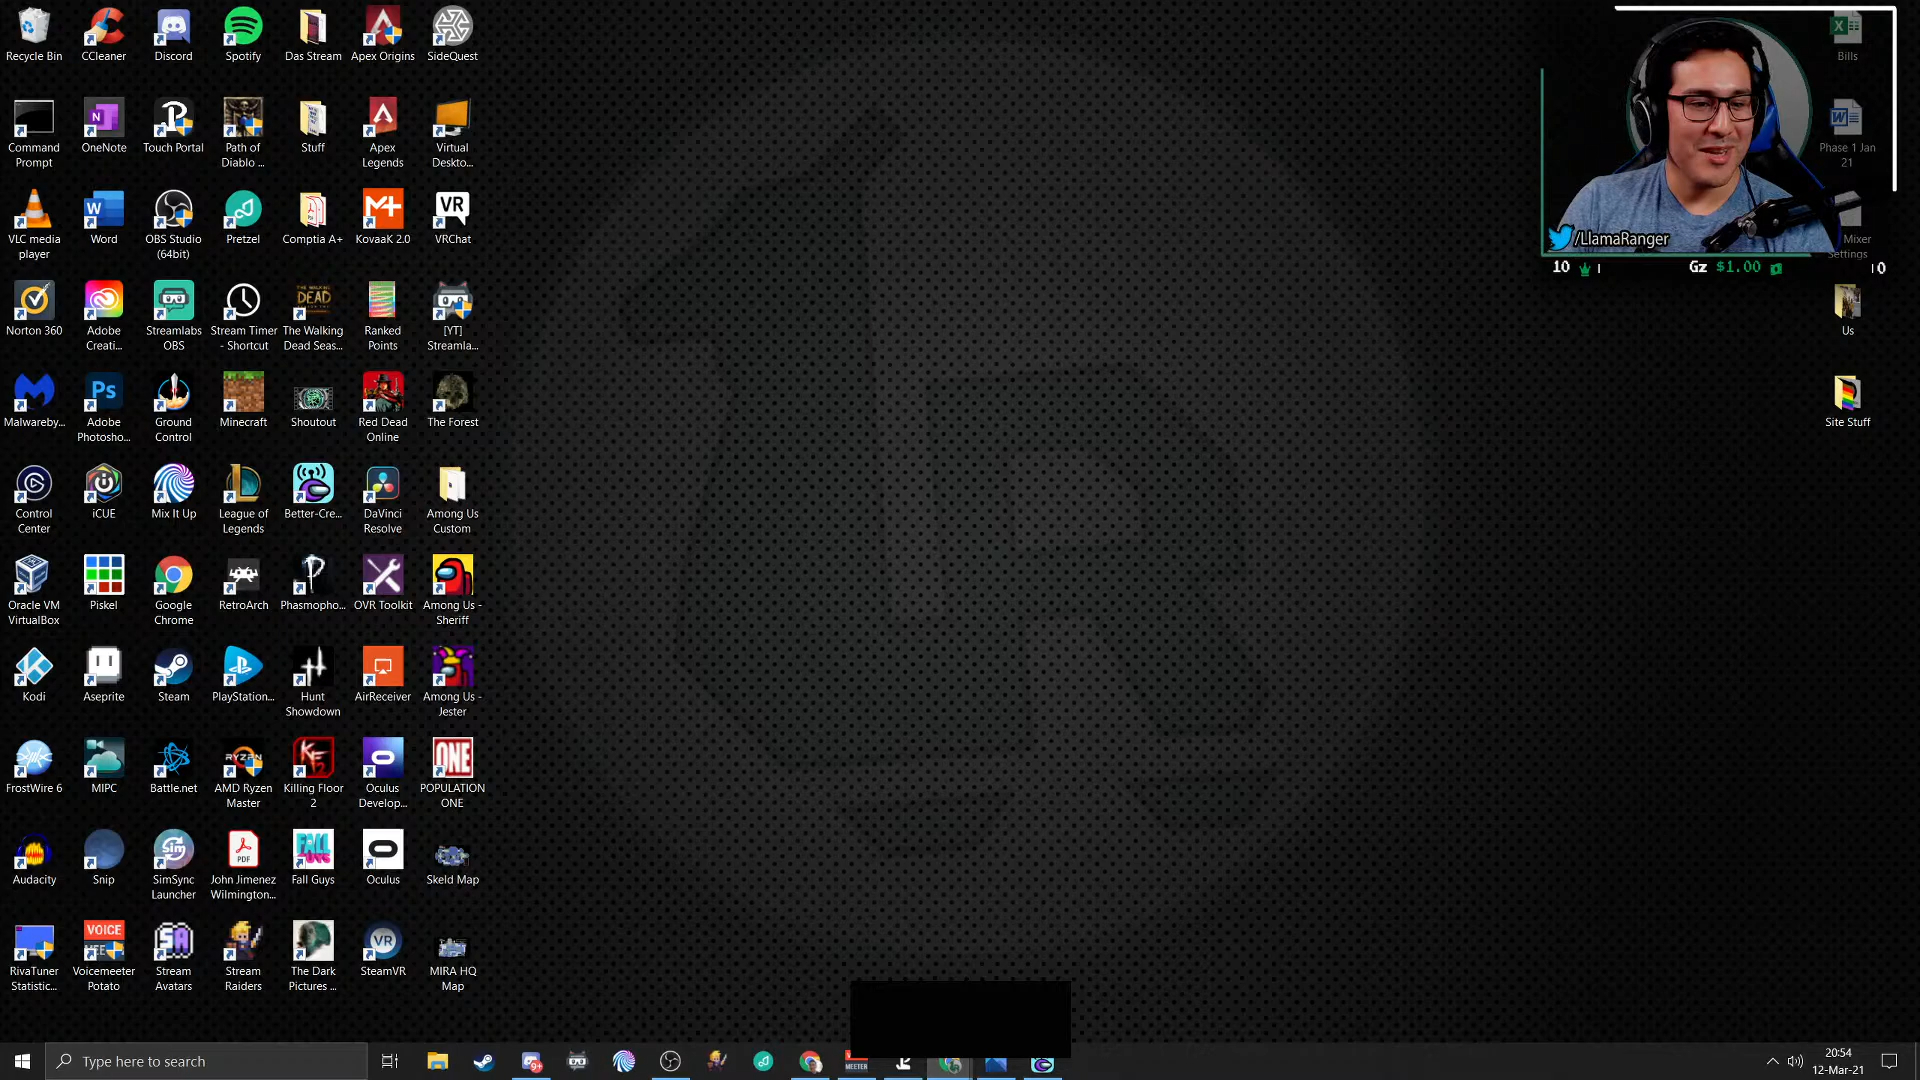 Recycle Bin
CCleaner
Discord
Spotify
Das Stream
Apex Origins
SideQuest
Command
Prompt
OneNote
Touch Portal
Path of
Diablo ...
Stuff
Apex
Legends
Virtual
Deskto...
VLC media
player
Word
OBS Studio
(64bit)
Pretzel
Comptia A+
KovaaK 2.0
VRChat
Norton 360
Adobe
Creati...
Streamlabs
OBS
Stream Timer
- Shortcut
The Walking
Dead Seas...
Ranked
Points
[YT]
Streamla...
Malwareby...
Adobe
Photosho...
Ground
Control
Minecraft
Shoutout
Red Dead
Online
The Forest
Control
Center
iCUE
Mix It Up
League of
Legends
Better-Cre...
DaVinci
Resolve
Among Us
Custom
Oracle VM
VirtualBox
Piskel
Google
Chrome
RetroArch
Phasmopho...
OVR Toolkit
Among Us -
Sheriff
Kodi
Aseprite
Steam
PlayStation...
Hunt
Showdown
AirReceiver
Among Us -
Jester
FrostWire 6
MIPC
Battle.net
AMD Ryzen
Master
Killing Floor
2
Oculus
Develop...
POPULATION
ONE
Audacity
Snip
SimSync
Launcher
John Jimenez
Wilmington...
Fall Guys
Oculus
Skeld Map
RivaTuner
Statistic...
Voicemeeter
Potato
Stream
Avatars
Stream
Raiders
The Dark
Pictures ...
SteamVR
MIRA HQ
Map
Bills
Phase 1 Jan
21
Mixer
Settings
/LlamaRanger
10
Gz $1.00
0
Us
Site Stuff
Type here to search
9+
MEETER
20:54
12-Mar-21